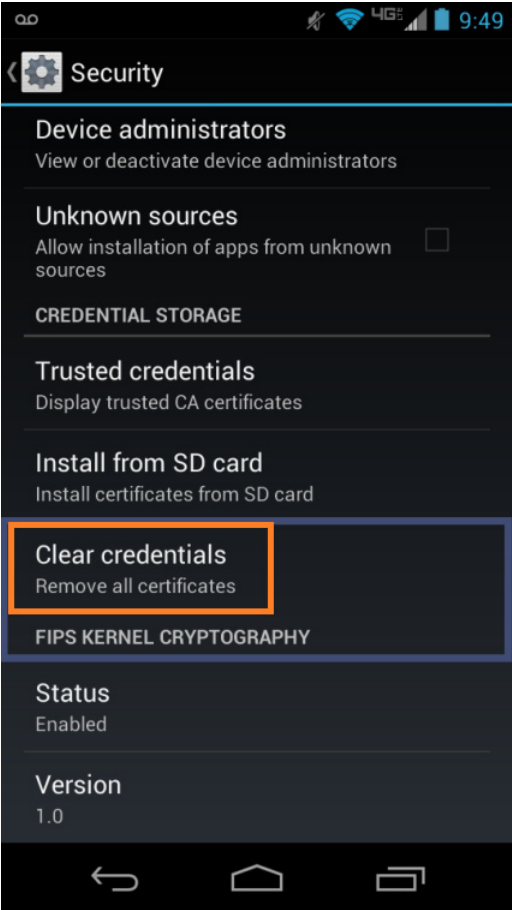 4G 9:49
Security
Device administrators
View or deactivate device administrators
Unknown sources
Allow installation of apps from unknown
sources
CREDENTIAL STORAGE
Trusted credentials
Display trusted CA certificates
Install from SD card
Install certificates from SD card
Clear credentials
Remove all certificates
FIPS KERNEL CRYPTOGRAPHY
Status
Enabled
Version
1.0